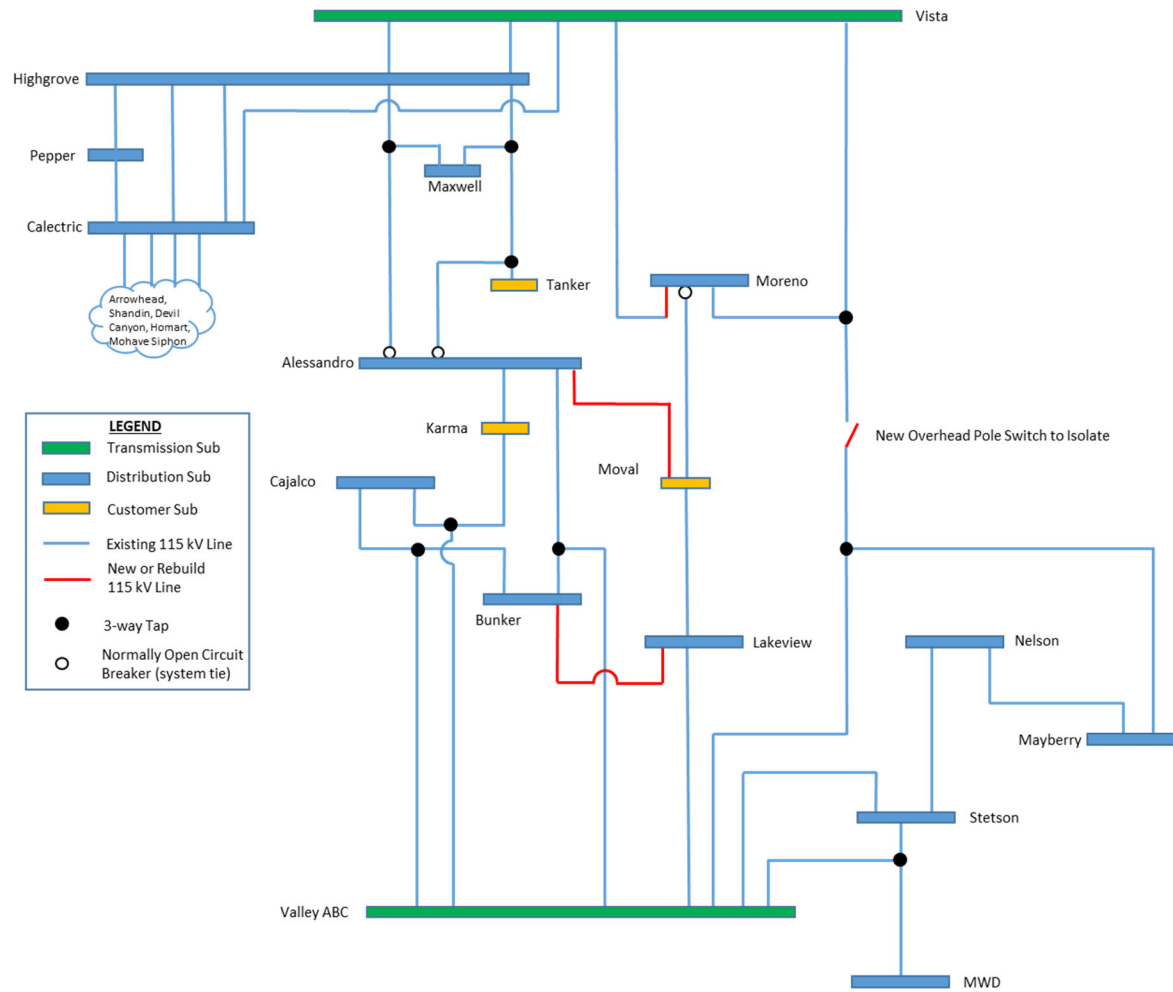 Vista
Highgrove
Pepper
Maxwell
Calectric
Tanker
Moreno
Arrowhead,
Shandin, Devil
Canyon, Homart,
Mohave Siphon
Alessandro
LEGEND
Transmission Sub
Distribution Sub
Customer Sub
Existing 115 kV Line
New or Rebuild
115 kV Line
3-way Tap
Normally Open Circuit
Breaker (system tie)
Karma
New Overhead Pole Switch to Isolate
Moval
Cajalco
Bunker
Lakeview
Nelson
Mayberry
Stetson
Valley ABC
MWD